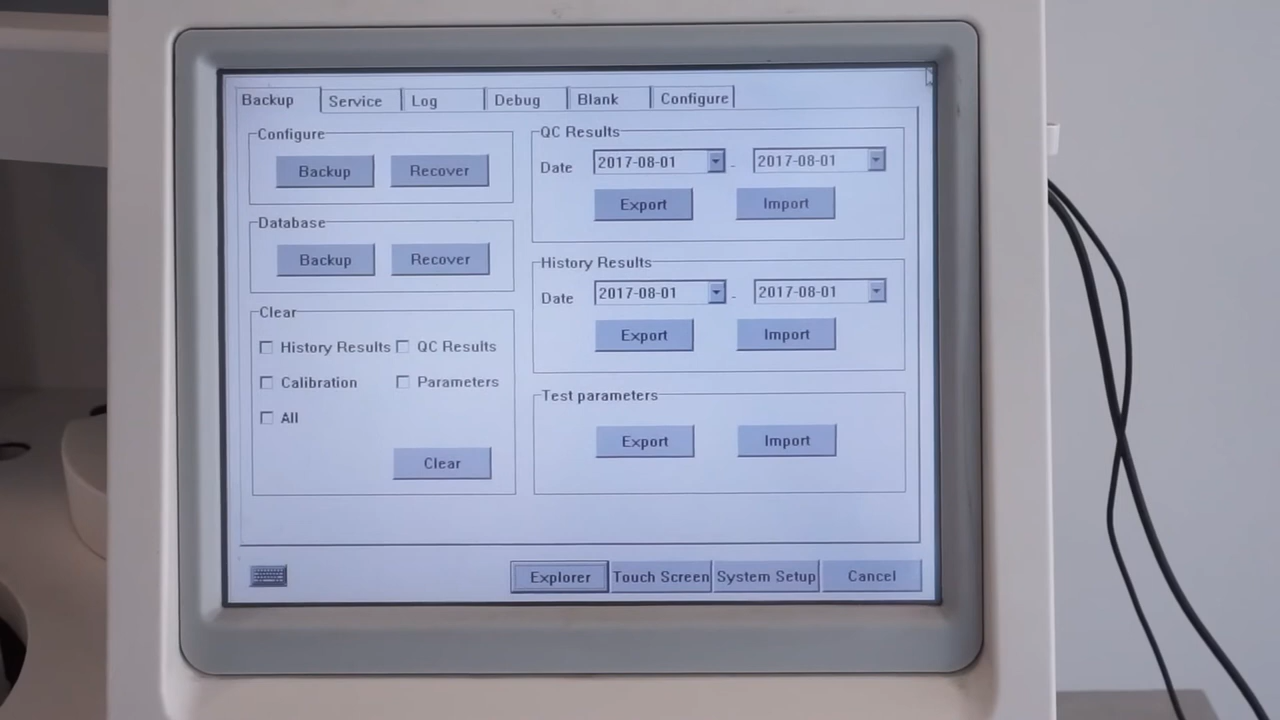 Backup Service Log Debug Blank Configure
Configure
Backup Recover
Database
Backup Recover
Clear
History Results QC Results
Calibration Parameters
All
Clear
QC Results
Date 2017-08-01 - 2017-08-01
Export Import
History Results
Date 2017-08-01 - 2017-08-01
Export Import
Test parameters
Export Import
Explorer Touch Screen System Setup Cancel